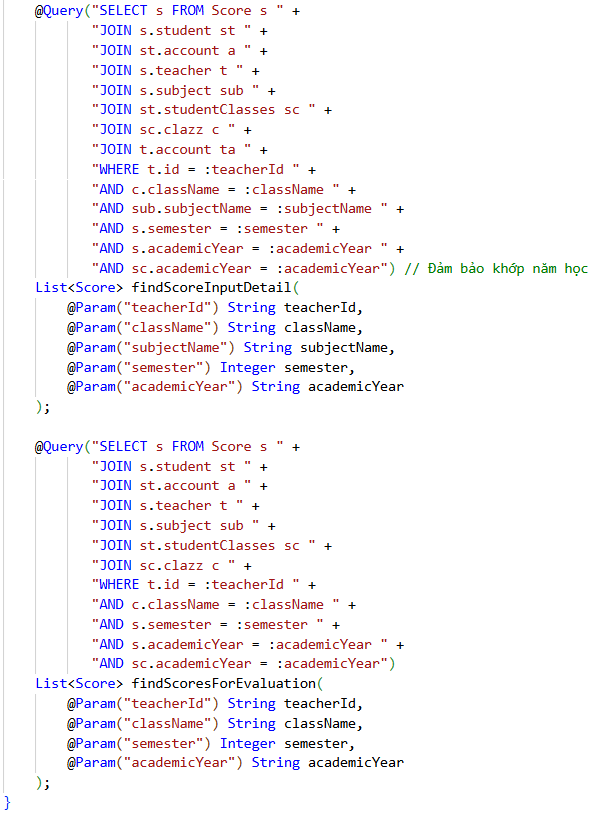 @Query("SELECT s FROM Score s " +
"JOIN s.student st " +
"JOIN st.account a " +
"JOIN s.teacher t " +
"JOIN s.subject sub " +
"JOIN st.studentClasses sc " +
"JOIN sc.clazz c " +
"JOIN t.account ta " +
"WHERE t.id = :teacherId " +
"AND c.className = :className " +
"AND sub.subjectName = :subjectName " +
"AND s.semester = :semester " +
"AND s.academicYear = :academicYear " +
"AND sc.academicYear = :academicYear") // Đảm bảo khớp năm học
List<Score> findScoreInputDetail(
@Param("teacherId") String teacherId,
@Param("className") String className,
@Param("subjectName") String subjectName,
@Param("semester") Integer semester,
@Param("academicYear") String academicYear
);
@Query("SELECT s FROM Score s " +
"JOIN s.student st " +
"JOIN st.account a " +
"JOIN s.teacher t " +
"JOIN s.subject sub " +
"JOIN st.studentClasses sc " +
"JOIN sc.clazz c " +
"WHERE t.id = :teacherId " +
"AND c.className = :className " +
"AND s.semester = :semester " +
"AND s.academicYear = :academicYear " +
"AND sc.academicYear = :academicYear")
List<Score> findScoresForEvaluation(
@Param("teacherId") String teacherId,
@Param("className") String className,
@Param("semester") Integer semester,
@Param("academicYear") String academicYear
);
}